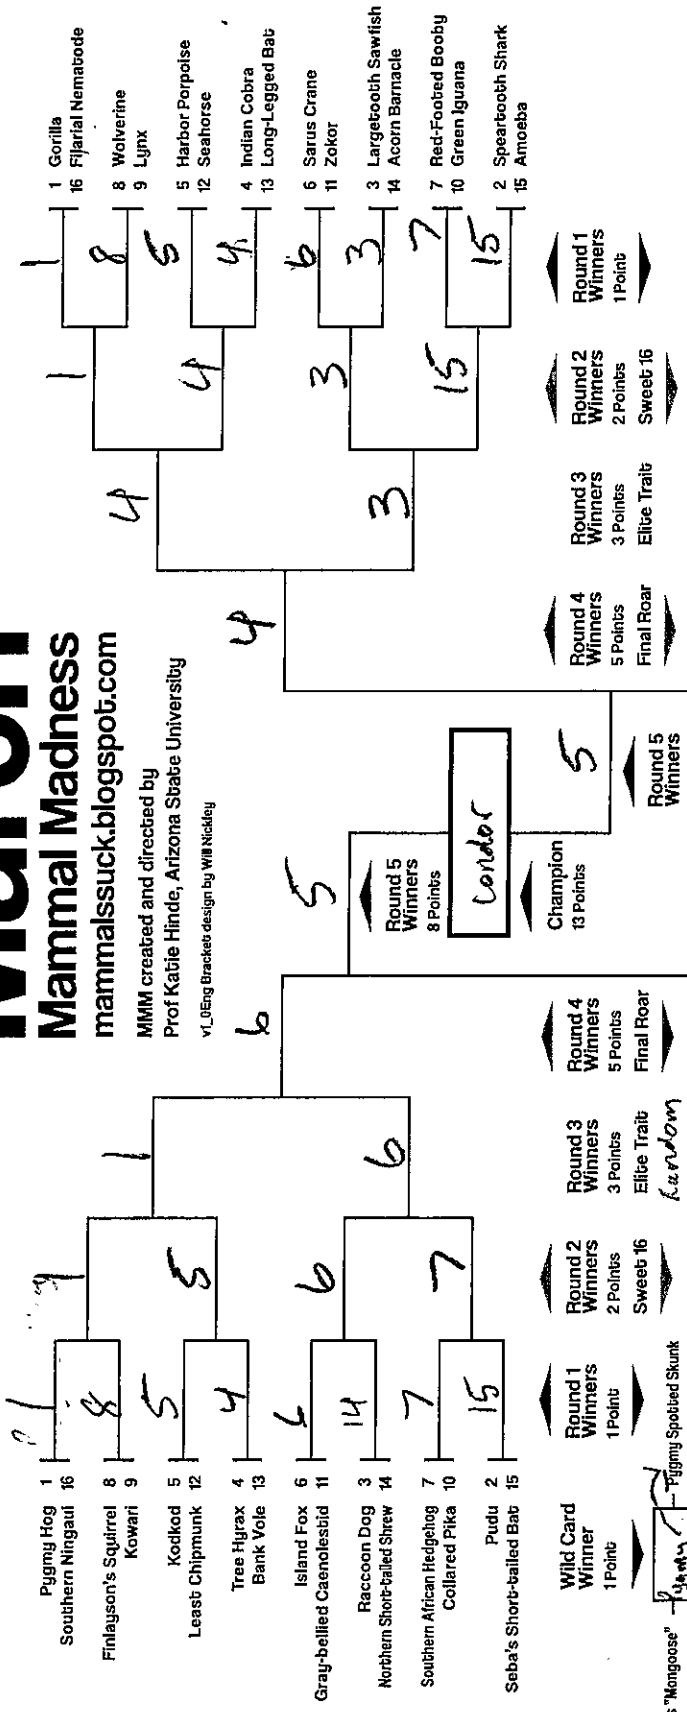 Mammal Madness
mammalssuck.blogspot.com
MMM created and directed by
Prof Katie Hinde, Arizona State University
v1_0Eng Bracket design by Will Nickley
Pygmy Hog 1
Southern Ningaui 16
Finlayson's Squirrel 8
Kowari 9
Kodkod 5
Least Chipmunk 12
Tree Hyrax 4
Bank Vole 13
Island Fox 6
Gray-bellied Caenolestid 11
Raccoon Dog 3
Northern Short-tailed Shrew 14
Southern African Hedgehog 7
Collared Pika 10
Pudu 2
Seba's Short-tailed Bat 15
1
8
5
4
6
14
7
15
1
5
6
7
1
6
6
5
Round 5
Winners
8 Points
condor
Champion
13 Points
5
Round 5
Winners
4
4
3
1
4
3
15
1
8
5
4
6
3
7
15
1 Gorilla
16 Filarial Nematode
8 Wolverine
9 Lynx
5 Harbor Porpoise
12 Seahorse
4 Indian Cobra
13 Long-Legged Bat
6 Sarus Crane
11 Zokor
3 Largetooth Sawfish
14 Acorn Barnacle
7 Red-Footed Booby
10 Green Iguana
2 Speartooth Shark
15 Amoeba
Wild Card
Winner
1 Point
Round 1
Winners
1 Point
Round 2
Winners
2 Points
Sweet 16
Round 3
Winners
3 Points
Elite Trait
Random
Round 4
Winners
5 Points
Final Roar
Round 4
Winners
5 Points
Final Roar
Round 3
Winners
3 Points
Elite Trait
Round 2
Winners
2 Points
Sweet 16
Round 1
Winners
1 Point
"Mongoose"
Pygmy
Pygmy Spotted Skunk